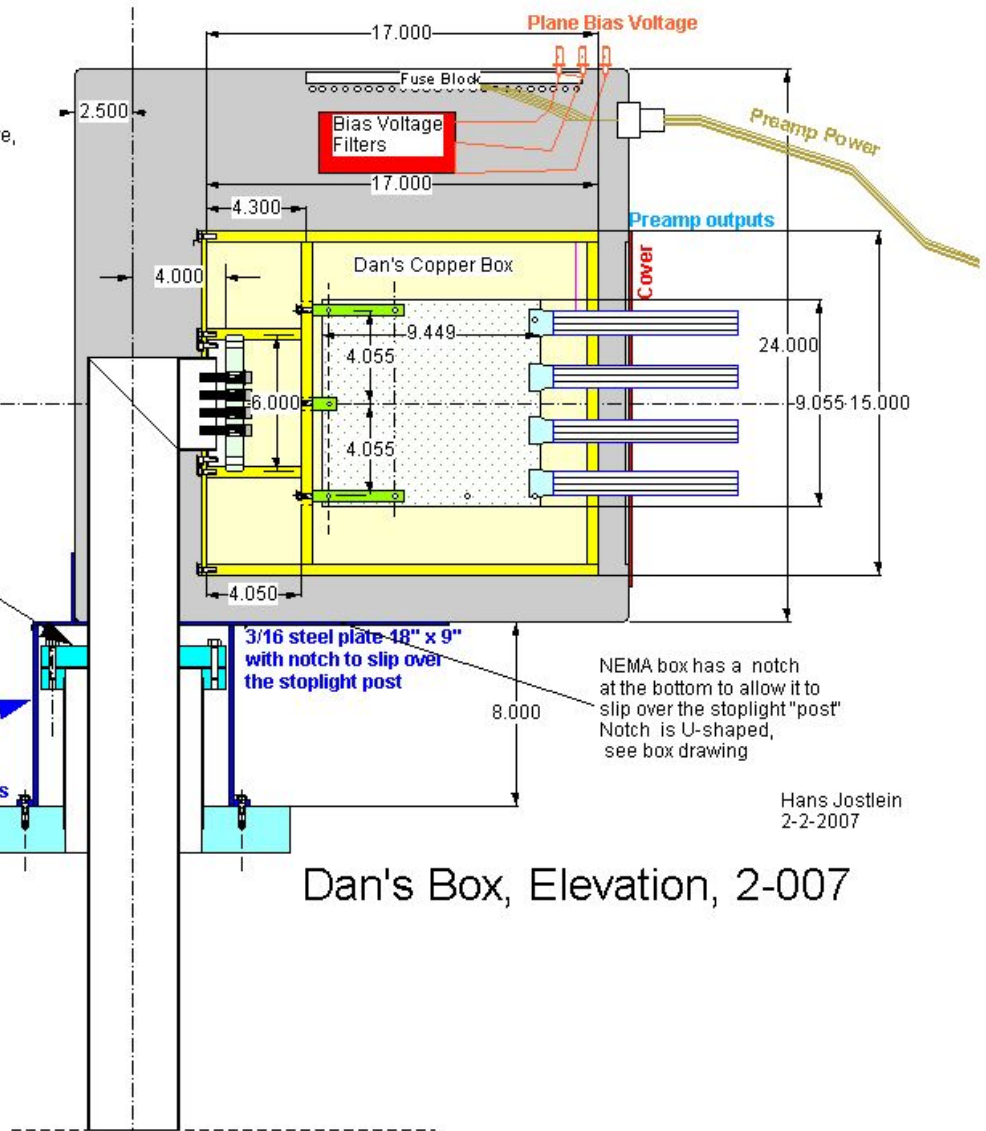 Plane Bias Voltage
17.000
Fuse Block
2.500
re,
Bias Voltage
Filters
Preamp Power
17.000
4.300
Preamp outputs
Dan's Copper Box
Cover
4.000
9.449
4.055
24.000
6.000
9.055
15.000
4.055
4.050
3/16 steel plate 18" x 9"
with notch to slip over
the stoplight post
NEMA box has a notch
at the bottom to allow it to
slip over the stoplight "post"
Notch is U-shaped,
see box drawing
8.000
s
Hans Jostlein
2-2-2007
Dan's Box, Elevation, 2-007